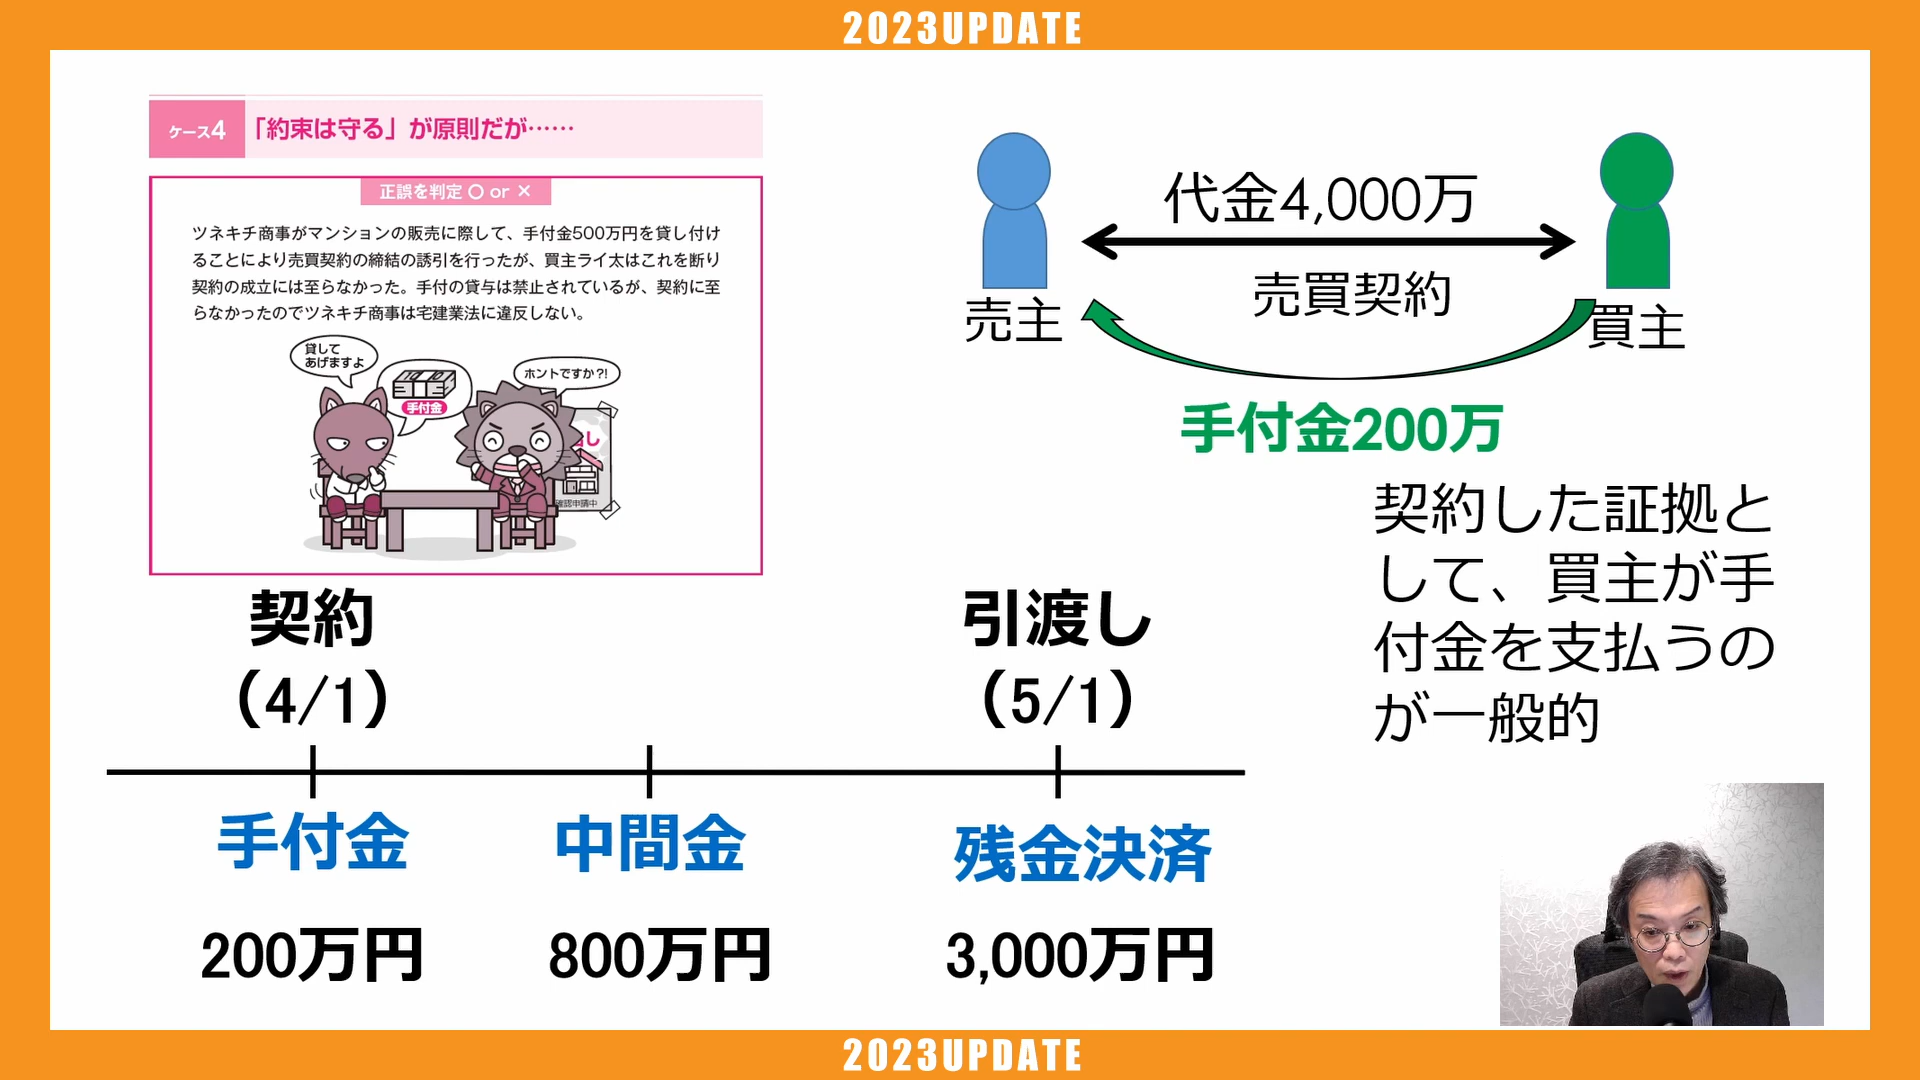 2023UPDATE
ケース4 「約束は守る」が原則だが……
正誤を判定 ○ or ×
ツネキチ商事がマンションの販売に際して、手付金500万円を貸し付け
ることにより売買契約の締結の誘引を行ったが、買主ライ太はこれを断り
契約の成立には至らなかった。手付の貸与は禁止されているが、契約に至
らなかったのでツネキチ商事は宅建業法に違反しない。
貸して
あげますよ
手付金
ホントですか?!
し
確認申請中
代金4,000万
売買契約
売主
買主
手付金200万
契約した証拠と
して、買主が手
付金を支払うの
が一般的
契約
(4/1)
引渡し
(5/1)
手付金
中間金
残金決済
200万円
800万円
3,000万円
2023UPDATE